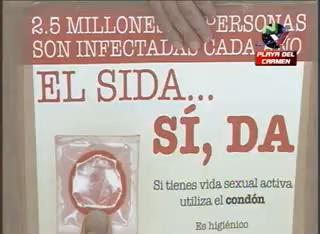 2.5 MILLONES PERSONAS
SON INFECTADAS CADA
PLAYA DEL
CARMEN
EL SIDA...
SÍ, DA
Si tienes vida sexual activa
utiliza el condón
Es higiénico